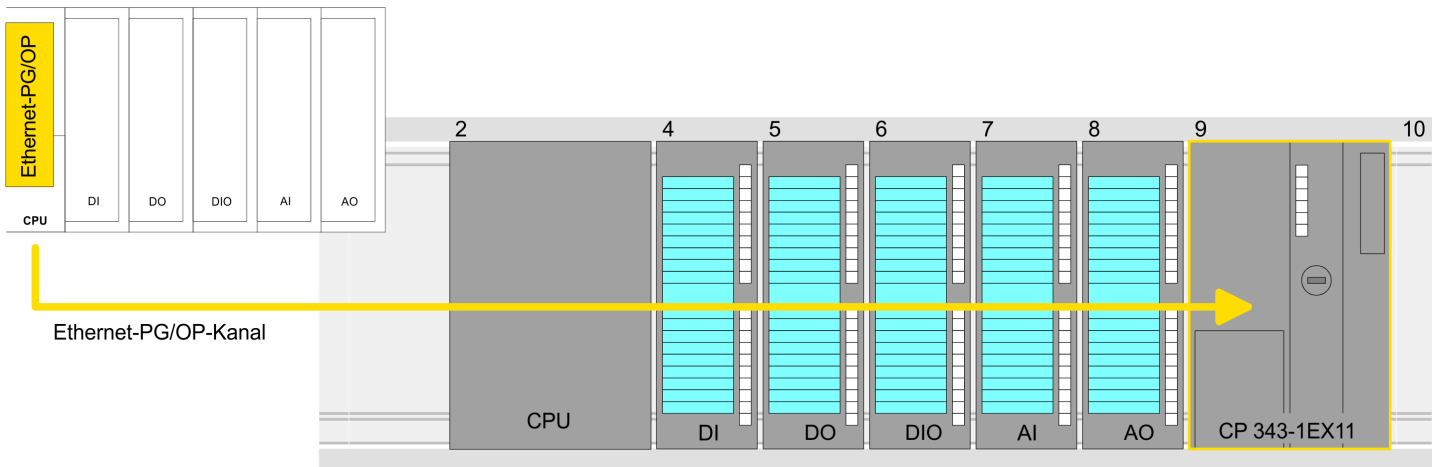 Ethernet-PG/OP
CPU
DI
DO
DIO
AI
AO
Ethernet-PG/OP-Kanal
2
4
5
6
7
8
9
10
CPU
DI
DO
DIO
AI
AO
CP 343-1EX11